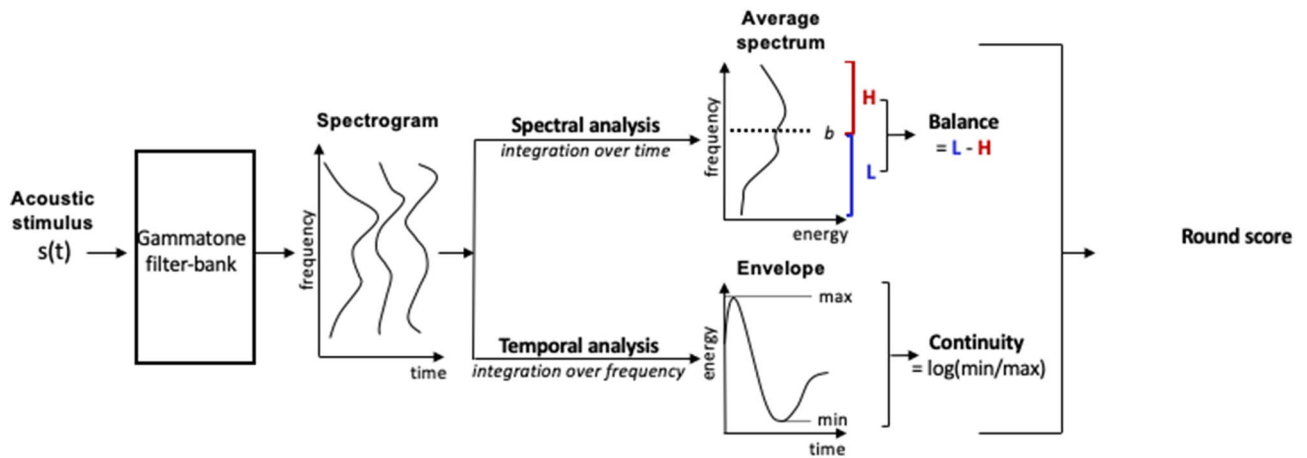 Acoustic
stimulus
s(t)
Gammatone
filter-bank
Spectrogram
frequency
time
Spectral analysis
integration over time
Temporal analysis
integration over frequency
Average
spectrum
frequency
energy
b
H
L
Balance
= L - H
Envelope
energy
max
min
time
Continuity
= log(min/max)
Round score